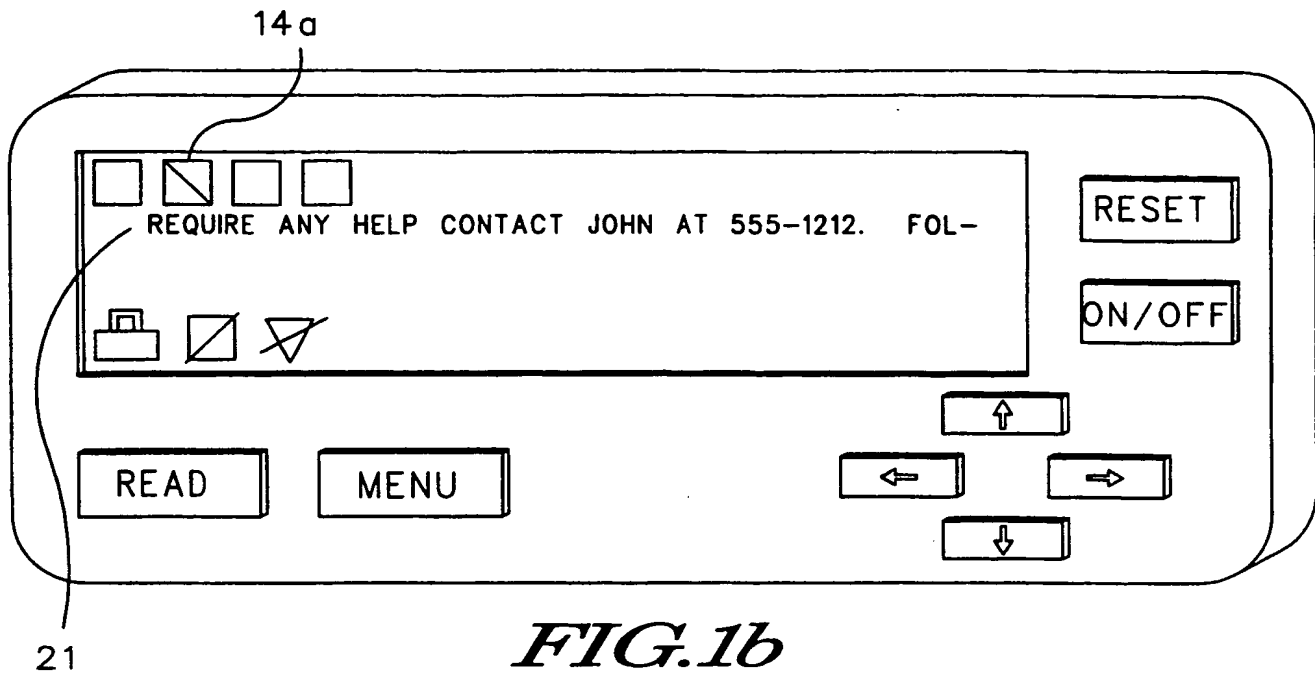 14a
REQUIRE ANY HELP CONTACT JOHN AT 555-1212. FOL-
RESET
ON/OFF
READ
MENU
21
FIG.1b